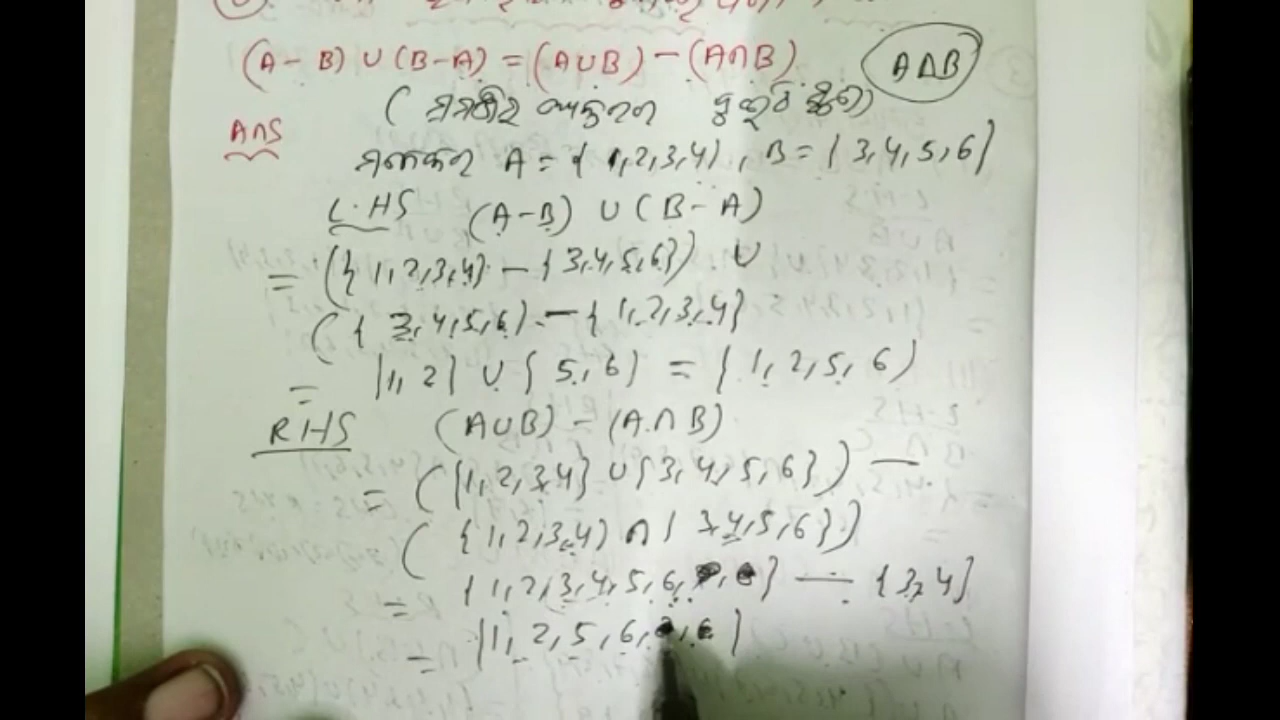 (A - B) ∪ (B - A) = (A ∪ B) - (A ∩ B)
A Δ B
Ans
ମନେକର A = { 1, 2, 3, 4}, B = { 3, 4, 5, 6}
L.HS (A - B) ∪ (B - A)
= ({ 1, 2, 3, 4} - { 3, 4, 5, 6}) ∪
({ 3, 4, 5, 6} - { 1, 2, 3, 4}
= {1, 2} ∪ { 5, 6} = { 1, 2, 5, 6}
RHS (A ∪ B) - (A ∩ B)
= ({1, 2, 3, 4} ∪ {3, 4, 5, 6}) -
({1, 2, 3, 4} ∩ { 3, 4, 5, 6})
= { 1, 2, 3, 4, 5, 6, } - {3, 4}
= {1, 2, 5, 6, }